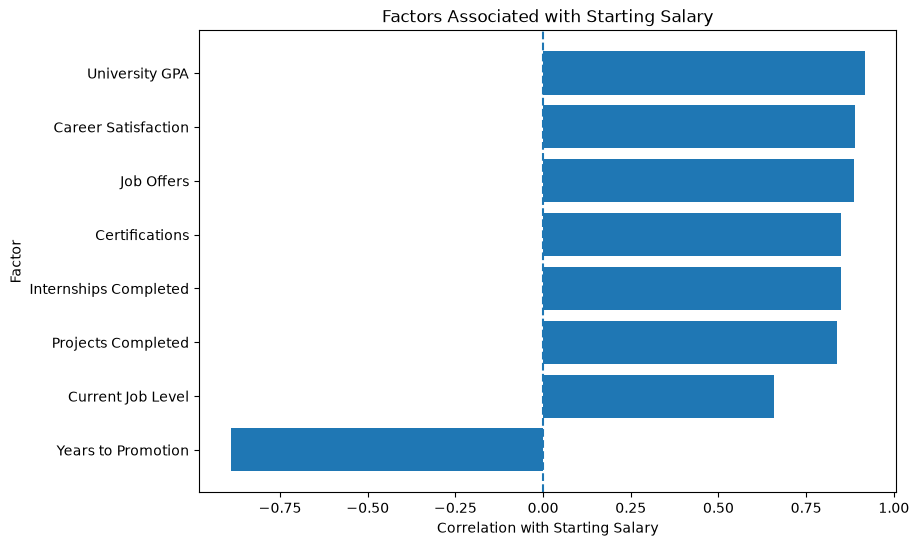 Factors Associated with Starting Salary
University GPA
Career Satisfaction
Job Offers
Certifications
Internships Completed
Projects Completed
Current Job Level
Years to Promotion
Factor
−0.75 −0.50 −0.25 0.00 0.25 0.50 0.75 1.00
Correlation with Starting Salary